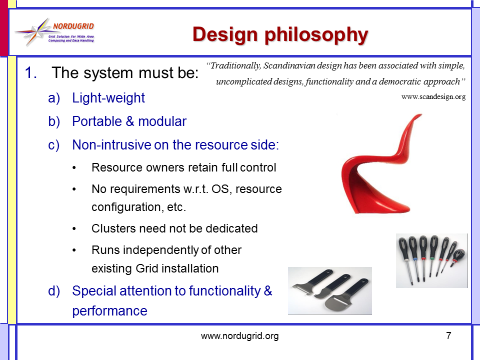 NORDUGRID
Grid Solution For Wide Area
Computing and Data Handling
Design philosophy
1. The system must be:
"Traditionally, Scandinavian design has been associated with simple,
uncomplicated designs, functionality and a democratic approach"
www.scandesign.org
a) Light-weight
b) Portable & modular
c) Non-intrusive on the resource side:
• Resource owners retain full control
• No requirements w.r.t. OS, resource
configuration, etc.
• Clusters need not be dedicated
• Runs independently of other
existing Grid installation
d) Special attention to functionality &
performance
www.nordugrid.org
7